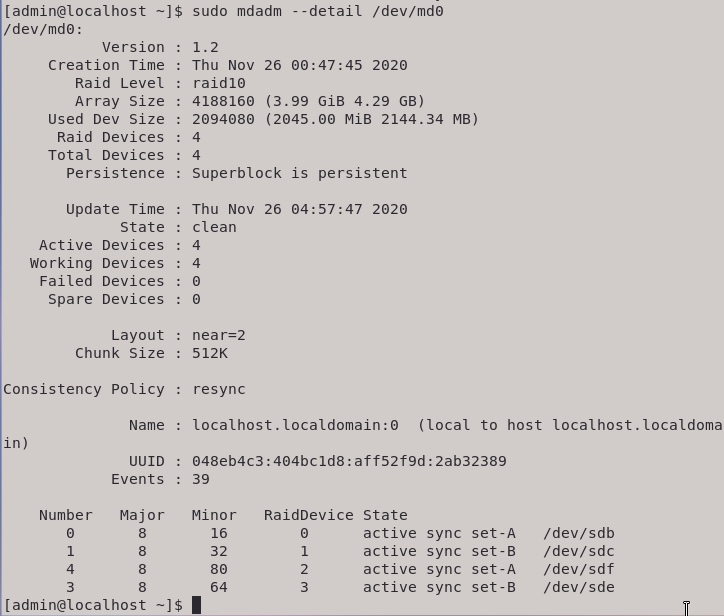 [admin@localhost ~]$ sudo mdadm --detail /dev/md0
/dev/md0:
           Version : 1.2
     Creation Time : Thu Nov 26 00:47:45 2020
        Raid Level : raid10
        Array Size : 4188160 (3.99 GiB 4.29 GB)
     Used Dev Size : 2094080 (2045.00 MiB 2144.34 MB)
      Raid Devices : 4
     Total Devices : 4
       Persistence : Superblock is persistent

       Update Time : Thu Nov 26 04:57:47 2020
             State : clean
    Active Devices : 4
   Working Devices : 4
    Failed Devices : 0
     Spare Devices : 0

            Layout : near=2
        Chunk Size : 512K

Consistency Policy : resync

              Name : localhost.localdomain:0  (local to host localhost.localdoma
in)
              UUID : 048eb4c3:404bc1d8:aff52f9d:2ab32389
            Events : 39

    Number   Major   Minor   RaidDevice State
       0       8       16        0      active sync set-A   /dev/sdb
       1       8       32        1      active sync set-B   /dev/sdc
       4       8       80        2      active sync set-A   /dev/sdf
       3       8       64        3      active sync set-B   /dev/sde
[admin@localhost ~]$